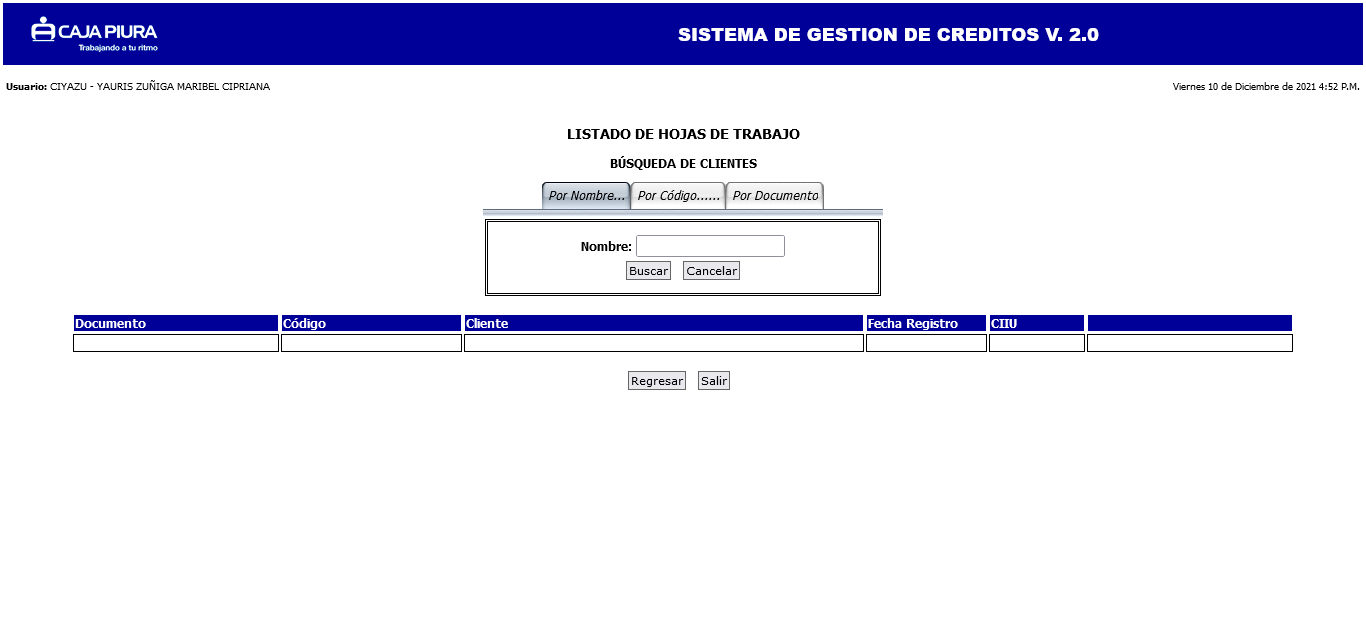 CAJA PIURA
Trabajando a tu ritmo
SISTEMA DE GESTION DE CREDITOS V. 2.0
Usuario: CIYAZU - YAURIS ZUÑIGA MARIBEL CIPRIANA
Viernes 10 de Diciembre de 2021 4:52 P.M.
LISTADO DE HOJAS DE TRABAJO
BÚSQUEDA DE CLIENTES
Por Nombre... Por Código...... Por Documento
Nombre:
Buscar Cancelar
Documento Código Cliente Fecha Registro CIIU
Regresar Salir